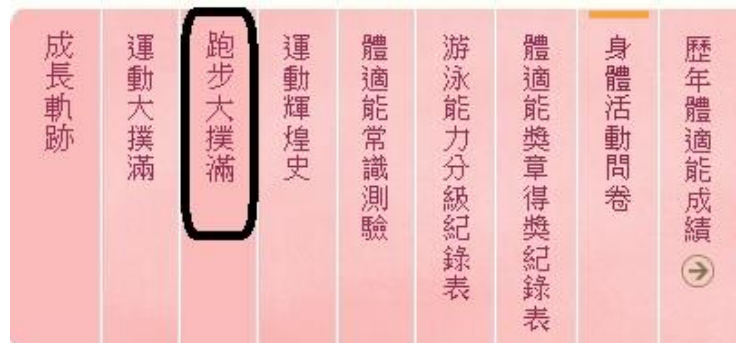 成長軌跡
運動大撲滿
跑步大撲滿
運動輝煌史
體適能常識測驗
游泳能力分級紀錄表
體適能獎章得獎紀錄表
身體活動問卷
歷年體適能成績